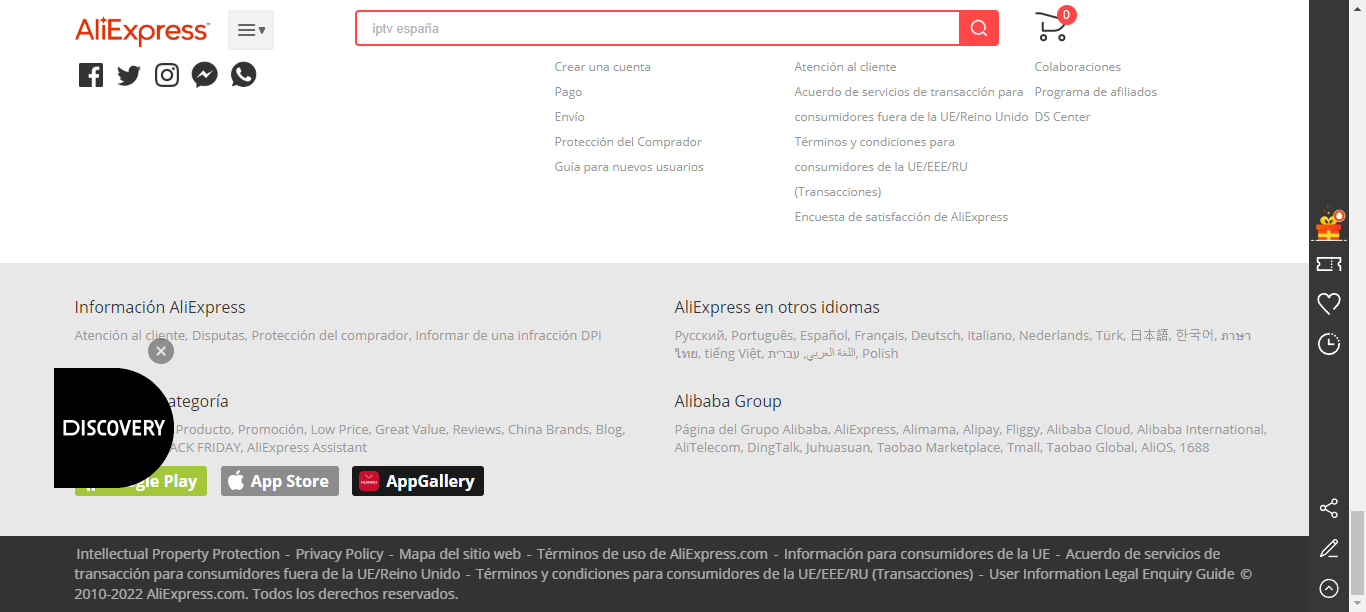 AliExpress™
iptv españa
0
Crear una cuenta
Pago
Envío
Protección del Comprador
Guía para nuevos usuarios
Atención al cliente
Acuerdo de servicios de transacción para
consumidores fuera de la UE/Reino Unido
Términos y condiciones para
consumidores de la UE/EEE/RU
(Transacciones)
Encuesta de satisfacción de AliExpress
Colaboraciones
Programa de afiliados
DS Center
Información AliExpress
Atención al cliente, Disputas, Protección del comprador, Informar de una infracción DPI
AliExpress en otros idiomas
Русский, Português, Español, Français, Deutsch, Italiano, Nederlands, Türk, 日本語, 한국어, ภาษา
ไทย, tiếng Việt, اللغة العربي, עברית, Polish
DISCOVERY
ategoría
Producto, Promoción, Low Price, Great Value, Reviews, China Brands, Blog,
ACK FRIDAY, AliExpress Assistant
Alibaba Group
Página del Grupo Alibaba, AliExpress, Alimama, Alipay, Fliggy, Alibaba Cloud, Alibaba International,
AliTelecom, DingTalk, Juhuasuan, Taobao Marketplace, Tmall, Taobao Global, AliOS, 1688
gle Play
App Store
HUAWEI
AppGallery
Intellectual Property Protection - Privacy Policy - Mapa del sitio web - Términos de uso de AliExpress.com - Información para consumidores de la UE - Acuerdo de servicios de
transacción para consumidores fuera de la UE/Reino Unido - Términos y condiciones para consumidores de la UE/EEE/RU (Transacciones) - User Information Legal Enquiry Guide ©
2010-2022 AliExpress.com. Todos los derechos reservados.